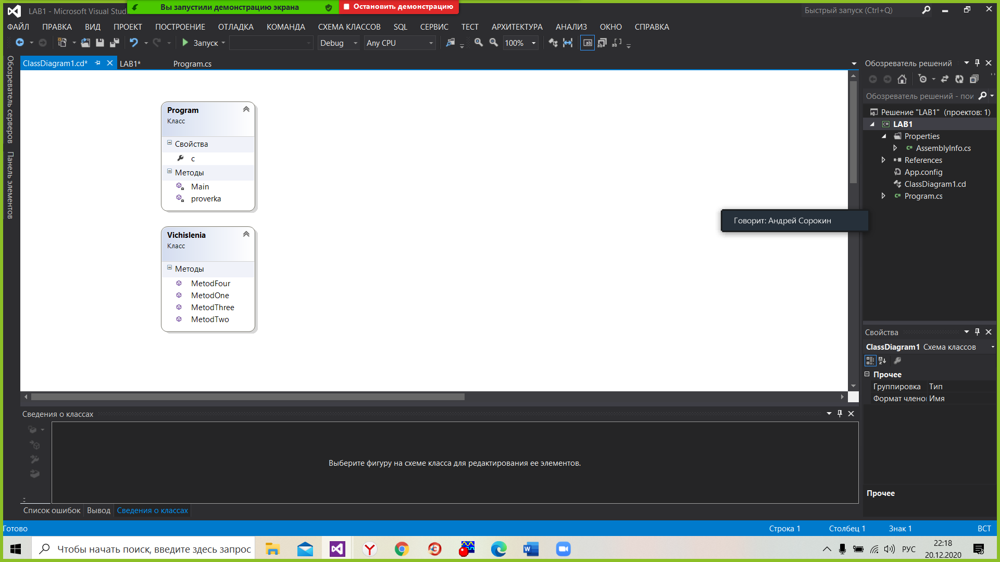 LAB1 - Microsoft Visual Stud
Вы запустили демонстрацию экрана
Остановить демонстрацию
Быстрый запуск (Ctrl+Q)
ФАЙЛ ПРАВКА ВИД ПРОЕКТ ПОСТРОЕНИЕ ОТЛАДКА КОМАНДА СХЕМА КЛАССОВ SQL СЕРВИС ТЕСТ АРХИТЕКТУРА АНАЛИЗ ОКНО СПРАВКА
Запуск Debug Any CPU 100%
Обозреватель серверов
Панель элементов
ClassDiagram1.cd* LAB1* Program.cs
Program
Класс
Свойства
c
Методы
Main
proverka
Vichislenia
Класс
Методы
MetodFour
MetodOne
MetodThree
MetodTwo
Говорит: Андрей Сорокин
Обозреватель решений
Обозреватель решений - пои
Решение "LAB1" (проектов: 1)
LAB1
Properties
AssemblyInfo.cs
References
App.config
ClassDiagram1.cd
Program.cs
Свойства
ClassDiagram1 Схема классов
Прочее
Группировка Тип
Формат члено Имя
Прочее
Сведения о классах
Выберите фигуру на схеме класса для редактирования ее элементов.
Список ошибок Вывод Сведения о классах
Готово
Строка 1 Столбец 1 Знак 1 ВСТ
Чтобы начать поиск, введите здесь запрос
РУС
22:18
20.12.2020